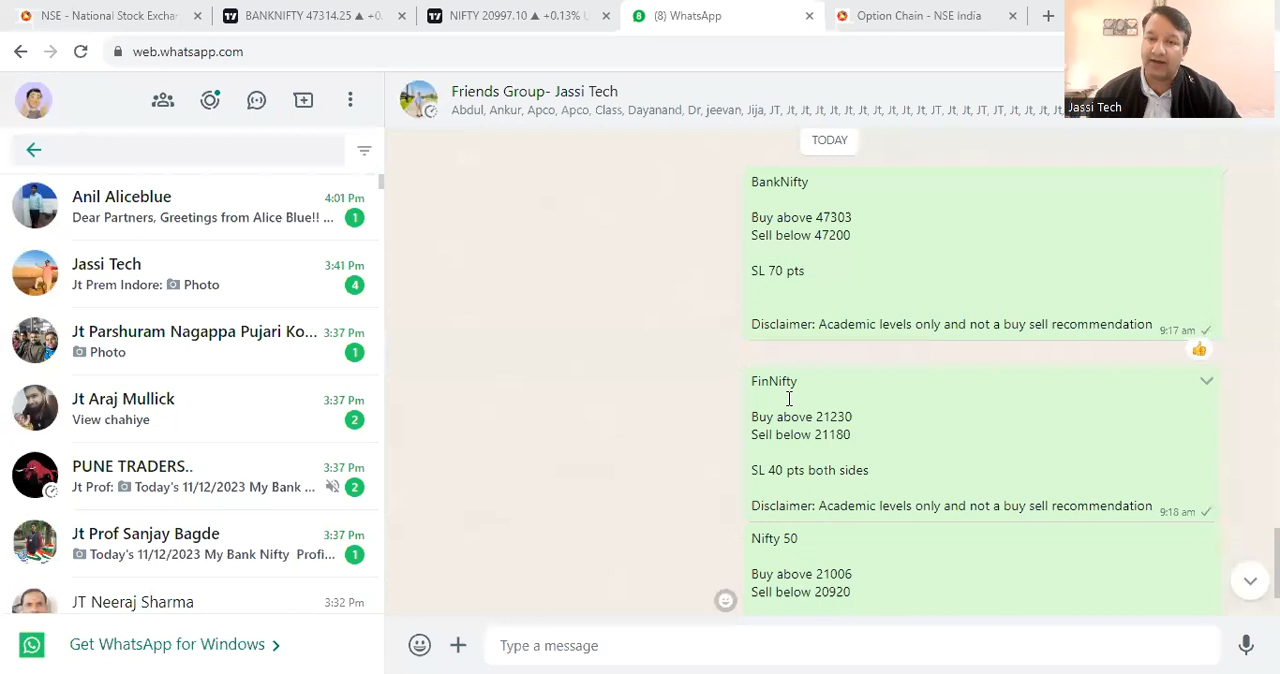 NSE - National Stock Exchan
BANKNIFTY 47314.25 ▲ +0.
NIFTY 20997.10 ▲ +0.13% U
(8) WhatsApp
Option Chain - NSE India
web.whatsapp.com
Jassi Tech
Friends Group- Jassi Tech
Abdul, Ankur, Apco, Apco, Class, Dayanand, Dr, jeevan, Jija, JT, Jt, Jt, Jt, Jt, Jt, Jt, Jt, Jt, Jt, Jt, JT, Jt, Jt, JT, JT, Jt, Jt, Jt,
TODAY
BankNifty
Buy above 47303
Sell below 47200
SL 70 pts
Disclaimer: Academic levels only and not a buy sell recommendation
9:17 am
FinNifty
Buy above 21230
Sell below 21180
SL 40 pts both sides
Disclaimer: Academic levels only and not a buy sell recommendation
9:18 am
Nifty 50
Buy above 21006
Sell below 20920
Type a message
Anil Aliceblue
4:01 Pm
Dear Partners, Greetings from Alice Blue!! ...
1
Jassi Tech
3:41 Pm
Jt Prem Indore: Photo
4
Jt Parshuram Nagappa Pujari Ko...
3:37 Pm
Photo
1
Jt Araj Mullick
3:37 Pm
View chahiye
2
PUNE TRADERS..
3:37 Pm
Jt Prof: Today's 11/12/2023 My Bank ...
2
Jt Prof Sanjay Bagde
3:37 Pm
Today's 11/12/2023 My Bank Nifty Profi...
1
JT Neeraj Sharma
3:32 Pm
Get WhatsApp for Windows